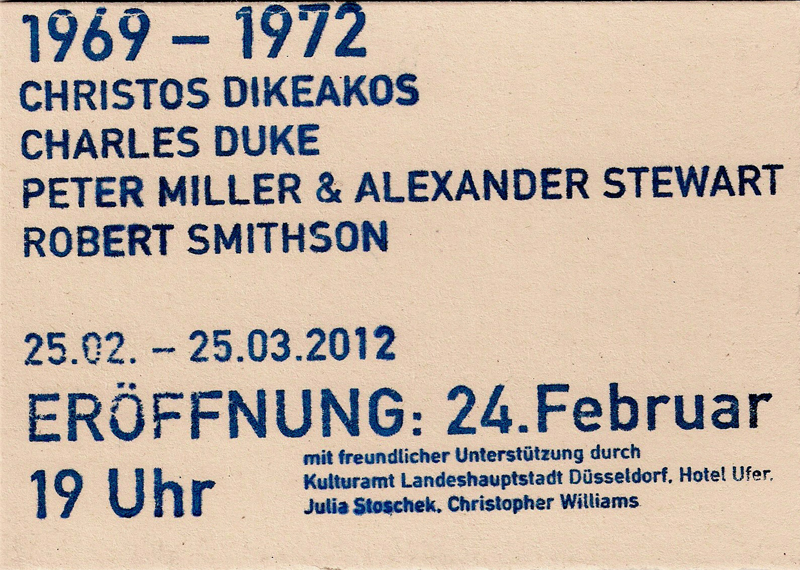 1969 – 1972
CHRISTOS DIKEAKOS
CHARLES DUKE
PETER MILLER & ALEXANDER STEWART
ROBERT SMITHSON
25.02. – 25.03.2012
ERÖFFNUNG: 24.Februar
19 Uhr
mit freundlicher Unterstützung durch
Kulturamt Landeshauptstadt Düsseldorf, Hotel Ufer,
Julia Stoschek, Christopher Williams